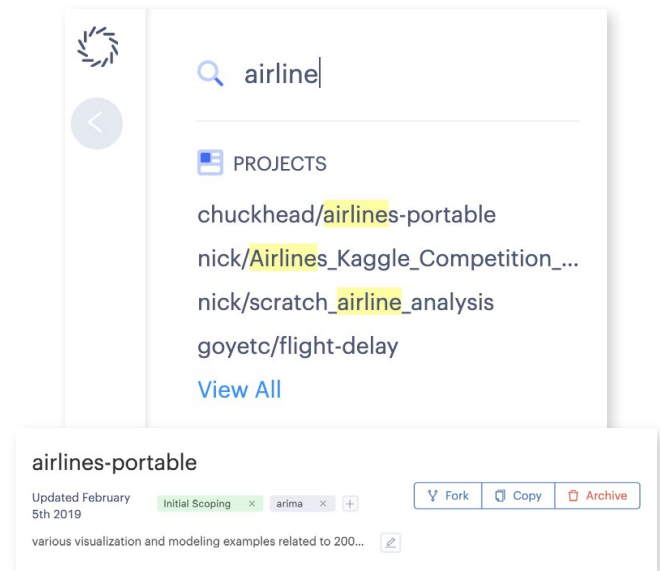 airline
PROJECTS
chuckhead/airlines-portable
nick/Airlines_Kaggle_Competition_...
nick/scratch_airline_analysis
goyetc/flight-delay
View All
airlines-portable
Updated February
5th 2019
Initial Scoping × arima × +
Fork Copy Archive
various visualization and modeling examples related to 200...